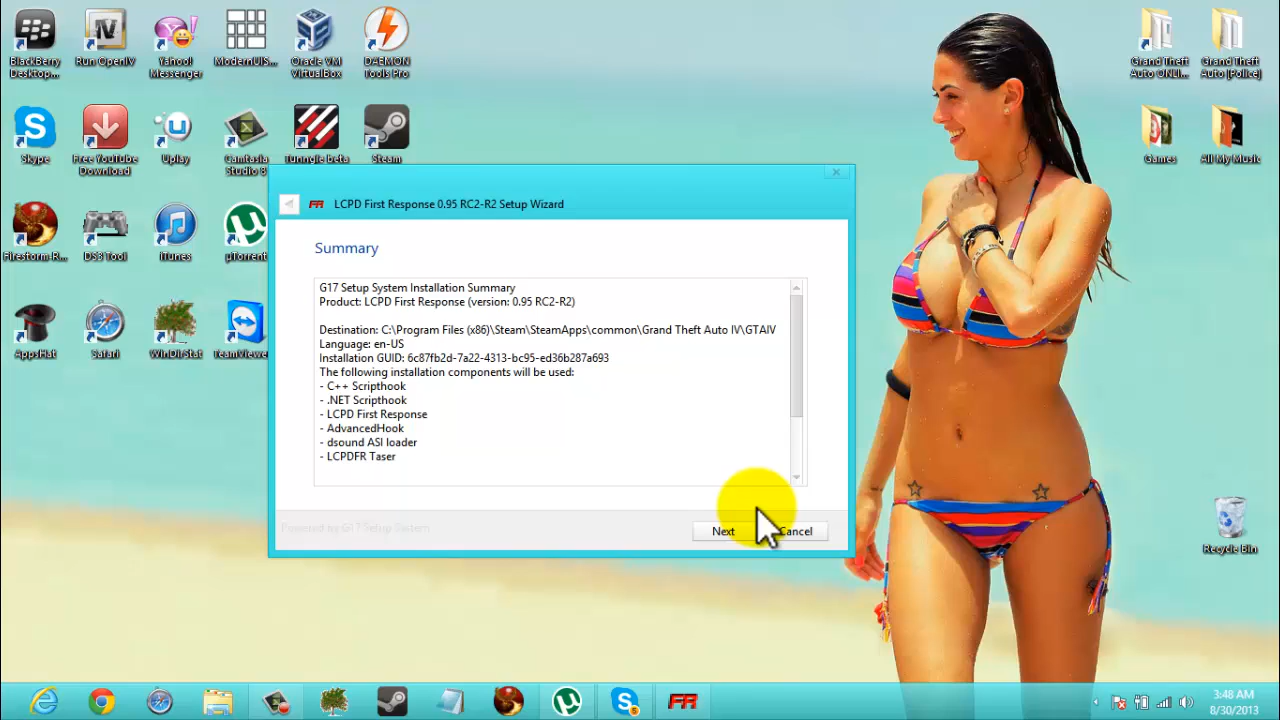 BlackBerry
Desktop...
Run OpenIV
Yahoo!
Messenger
ModernUIS...
Oracle VM
VirtualBox
DAEMON
Tools Pro
Grand Theft
Auto ONLI...
Grand Theft
Auto [Police]
Skype
Free YouTube
Download
Uplay
Camtasia
Studio 8
Tunngle beta
Steam
Games
All My Music
FR LCPD First Response 0.95 RC2-R2 Setup Wizard
Firestorm-R...
DS3 Tool
iTunes
µTorrent
Summary
G17 Setup System Installation Summary
Product: LCPD First Response (version: 0.95 RC2-R2)
Destination: C:\Program Files (x86)\Steam\SteamApps\common\Grand Theft Auto IV\GTAIV
Language: en-US
Installation GUID: 6c87fb2d-7a22-4313-bc95-ed36b287a693
The following installation components will be used:
- C++ Scripthook
- .NET Scripthook
- LCPD First Response
- AdvancedHook
- dsound ASI loader
- LCPDFR Taser
AppsHat
Safari
WinDirStat
TeamViewer
Powered by G17 Setup System
Next
Cancel
Recycle Bin
FR
3:48 AM
8/30/2013